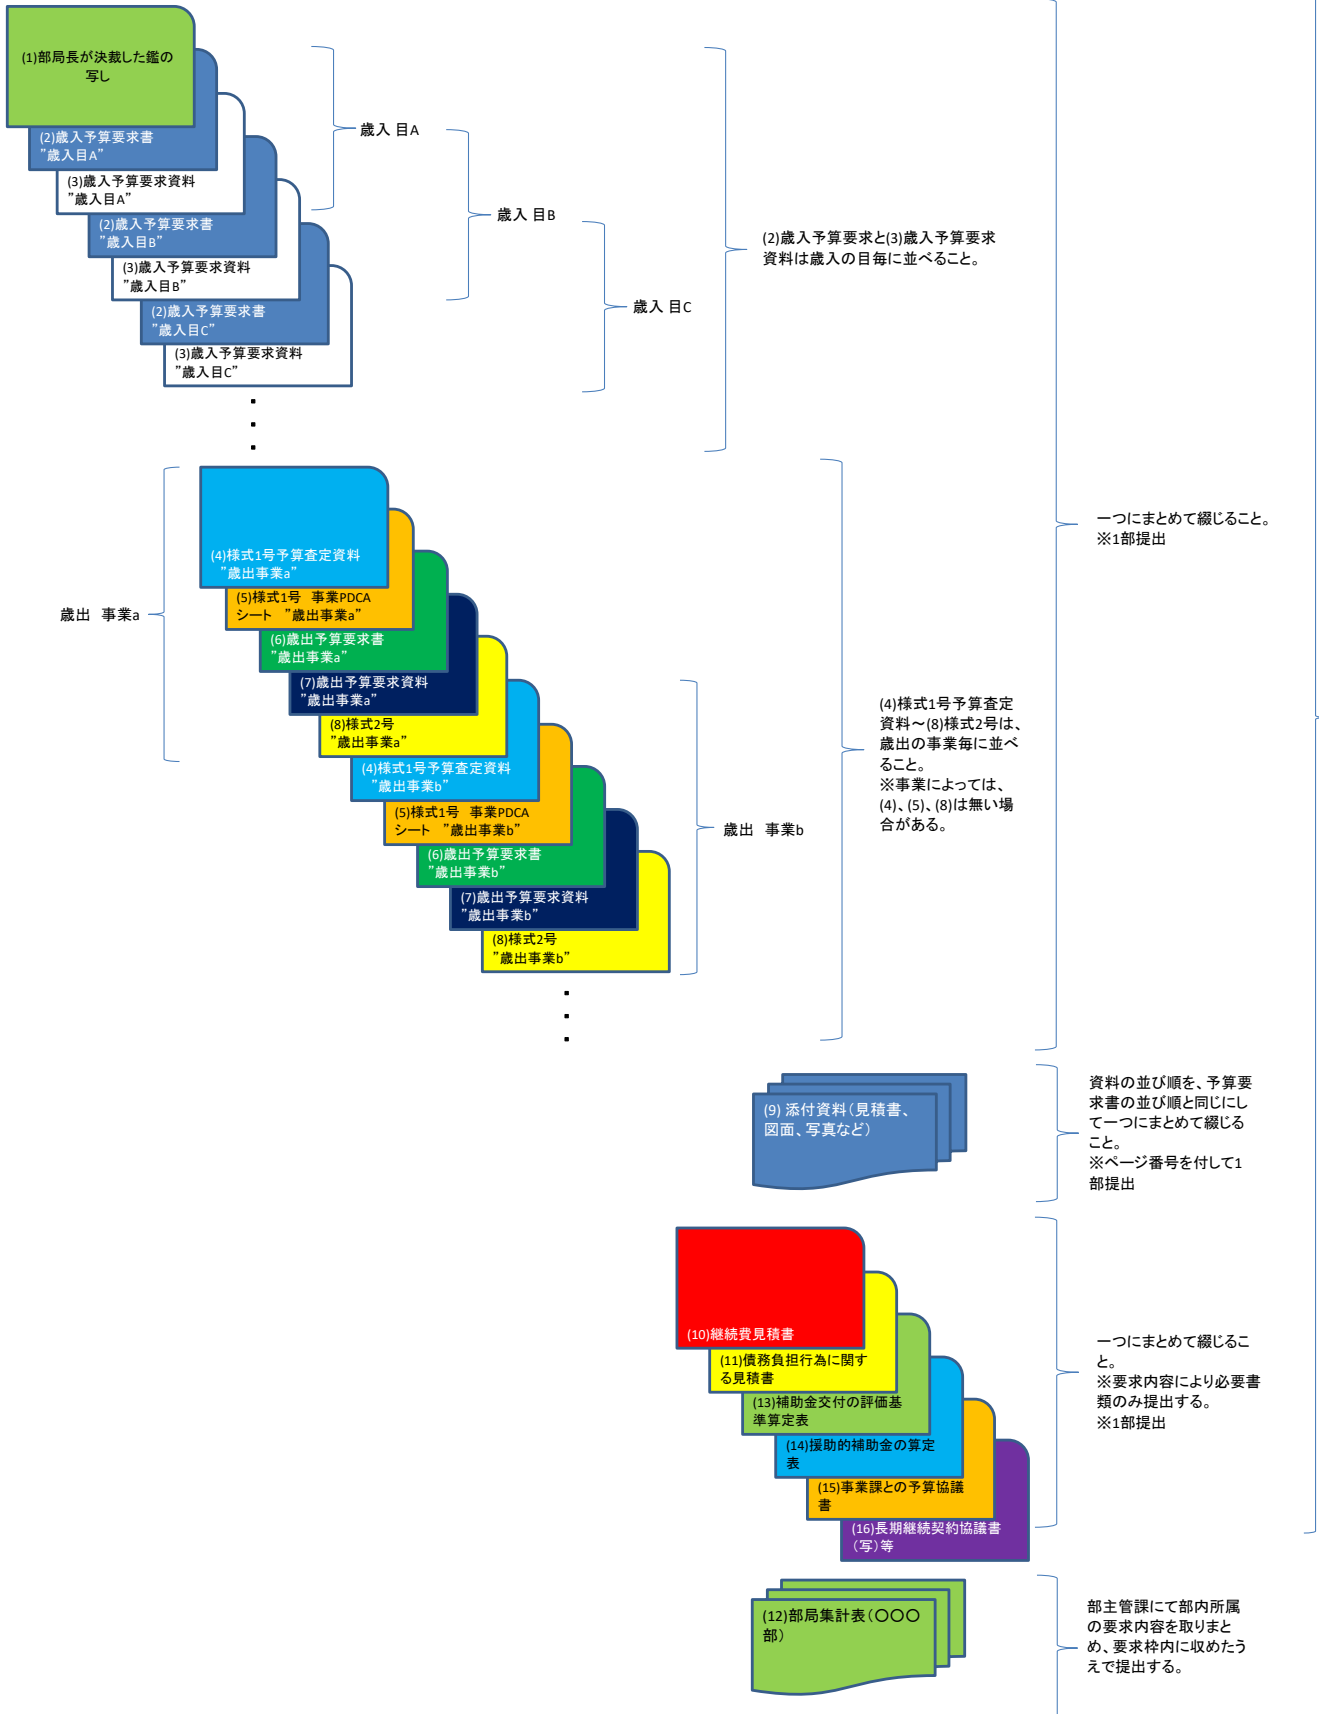 (1)部局長が決裁した鑑の
写し
(2)歳入予算要求書
”歳入目A”
(3)歳入予算要求資料
”歳入目A”
(2)歳入予算要求書
”歳入目B”
(3)歳入予算要求資料
”歳入目B”
(2)歳入予算要求書
”歳入目C”
(3)歳入予算要求資料
”歳入目C”
歳入 目A
歳入 目B
歳入 目C
(2)歳入予算要求と(3)歳入予算要求
資料は歳入の目毎に並べること。
・
・
・
歳出　事業a
(4)様式1号予算査定資料
”歳出事業a”
(5)様式1号　事業PDCA
シート　”歳出事業a”
(6)歳出予算要求書
”歳出事業a”
(7)歳出予算要求資料
”歳出事業a”
(8)様式2号
”歳出事業a”
(4)様式1号予算査定資料
”歳出事業b”
(5)様式1号　事業PDCA
シート　”歳出事業b”
(6)歳出予算要求書
”歳出事業b”
(7)歳出予算要求資料
”歳出事業b”
(8)様式2号
”歳出事業b”
歳出　事業b
・
・
・
(4)様式1号予算査定
資料～(8)様式2号は、
歳出の事業毎に並べ
ること。
※事業によっては、
(4)、(5)、(8)は無い場
合がある。
一つにまとめて綴じること。
※1部提出
(9) 添付資料（見積書、
図面、写真など）
資料の並び順を、予算要
求書の並び順と同じにし
て一つにまとめて綴じる
こと。
※ページ番号を付して1
部提出
(10)継続費見積書
(11)債務負担行為に関す
る見積書
(13)補助金交付の評価基
準算定表
(14)援助的補助金の算定
表
(15)事業課との予算協議
書
(16)長期継続契約協議書
（写）等
一つにまとめて綴じるこ
と。
※要求内容により必要書
類のみ提出する。
※1部提出
(12)部局集計表（〇〇〇
部）
部主管課にて部内所属
の要求内容を取りまと
め、要求枠内に収めたう
えで提出する。